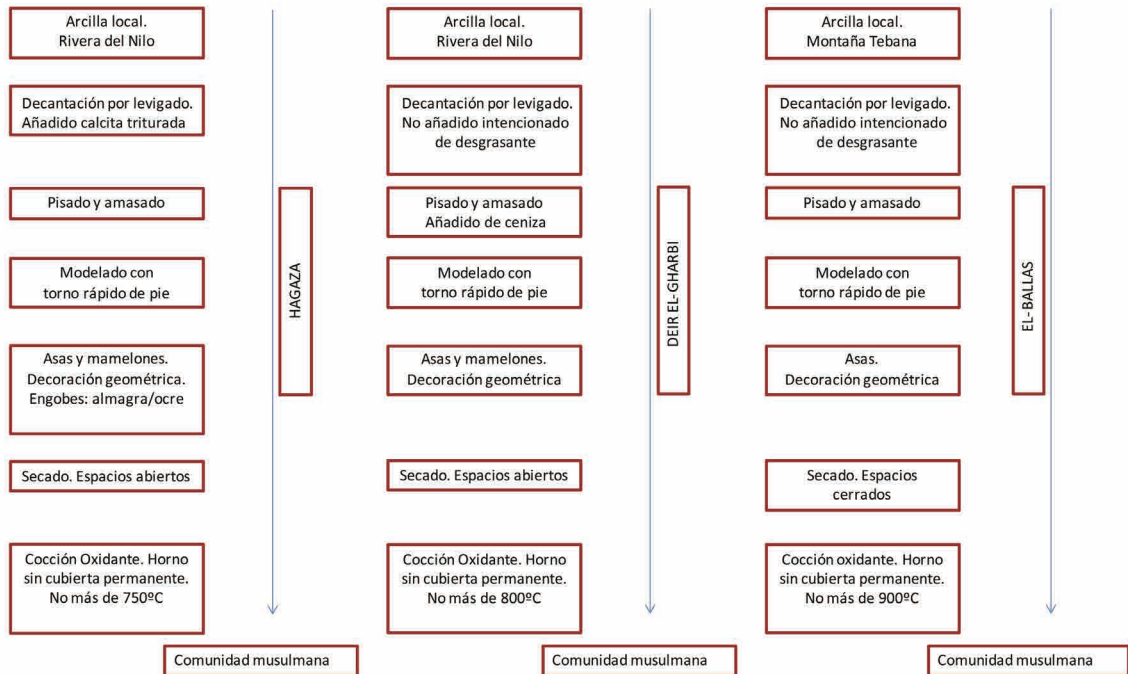 Arcilla local.
Rivera del Nilo
Decantación por levigado.
Añadido calcita triturada
Pisado y amasado
Modelado con
torno rápido de pie
Asas y mamelones.
Decoración geométrica.
Engobes: almagra/ocre
Secado. Espacios abiertos
Cocción Oxidante. Horno
sin cubierta permanente.
No más de 750ºC
HAGAZA
Comunidad musulmana
Arcilla local.
Rivera del Nilo
Decantación por levigado.
No añadido intencionado
de desgrasante
Pisado y amasado
Añadido de ceniza
Modelado con
torno rápido de pie
Asas y mamelones.
Decoración geométrica
Secado. Espacios abiertos
Cocción Oxidante. Horno
sin cubierta permanente.
No más de 800ºC
DEIR EL-GHARBI
Comunidad musulmana
Arcilla local.
Montaña Tebana
Decantación por levigado.
No añadido intencionado
de desgrasante
Pisado y amasado
Modelado con
torno rápido de pie
Asas.
Decoración geométrica
Secado. Espacios
cerrados
Cocción oxidante. Horno
sin cubierta permanente.
No más de 900ºC
EL- BALLAS
Comunidad musulmana